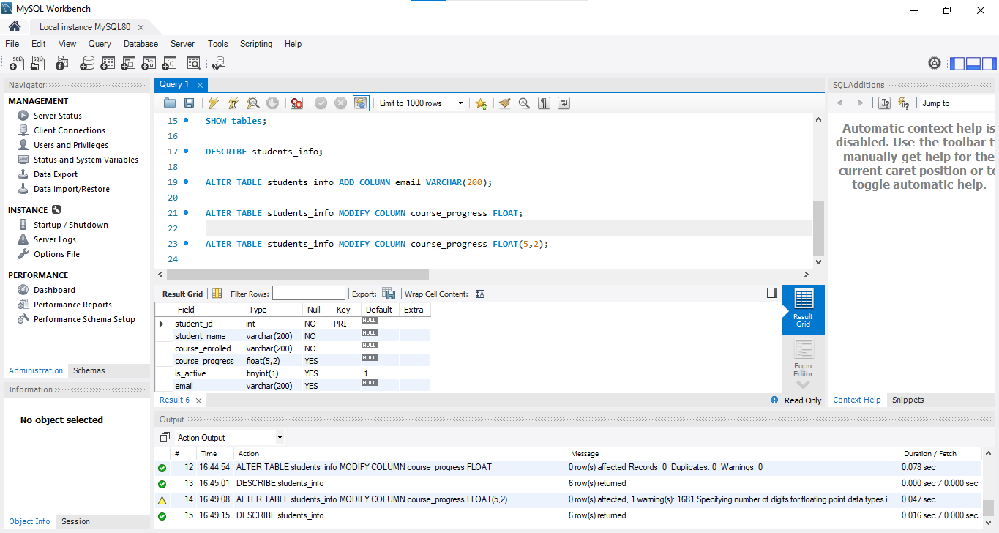 MySQL Workbench
Local instance MySQL80
File Edit View Query Database Server Tools Scripting Help
Navigator
MANAGEMENT
Server Status
Client Connections
Users and Privileges
Status and System Variables
Data Export
Data Import/Restore
INSTANCE
Startup / Shutdown
Server Logs
Options File
PERFORMANCE
Dashboard
Performance Reports
Performance Schema Setup
Administration Schemas
Information
No object selected
Object Info Session
Query 1
Limit to 1000 rows
15 SHOW tables;
16
17 DESCRIBE students_info;
18
19 ALTER TABLE students_info ADD COLUMN email VARCHAR(200);
20
21 ALTER TABLE students_info MODIFY COLUMN course_progress FLOAT;
22
23 ALTER TABLE students_info MODIFY COLUMN course_progress FLOAT(5,2);
24
Result Grid Filter Rows: Export: Wrap Cell Content:
Field Type Null Key Default Extra
student_id int NO PRI NULL
student_name varchar(200) NO NULL
course_enrolled varchar(200) NO NULL
course_progress float(5,2) YES NULL
is_active tinyint(1) YES 1
email varchar(200) YES NULL
Result
Grid
Form
Editor
Result 6
Read Only
SQLAdditions
Jump to
Automatic context help is
disabled. Use the toolbar t
manually get help for the
current caret position or to
toggle automatic help.
Context Help Snippets
Output
Action Output
# Time Action Message Duration / Fetch
12 16:44:54 ALTER TABLE students_info MODIFY COLUMN course_progress FLOAT 0 row(s) affected Records: 0 Duplicates: 0 Warnings: 0 0.078 sec
13 16:45:01 DESCRIBE students_info 6 row(s) returned 0.000 sec / 0.000 sec
14 16:49:08 ALTER TABLE students_info MODIFY COLUMN course_progress FLOAT(5,2) 0 row(s) affected, 1 warning(s): 1681 Specifying number of digits for floating point data types i... 0.047 sec
15 16:49:15 DESCRIBE students_info 6 row(s) returned 0.016 sec / 0.000 sec